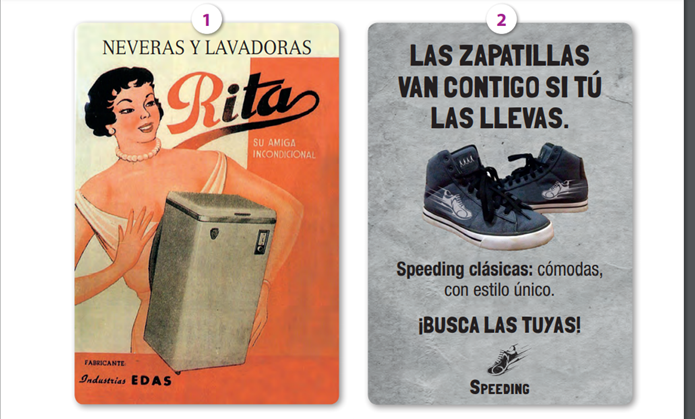 1
NEVERAS Y LAVADORAS
Rita
SU AMIGA
INCONDICIONAL
FABRICANTE:
Industrias EDAS
2
LAS ZAPATILLAS
VAN CONTIGO SI TÚ
LAS LLEVAS.
Speeding clásicas: cómodas,
con estilo único.
¡BUSCA LAS TUYAS!
SPEEDING